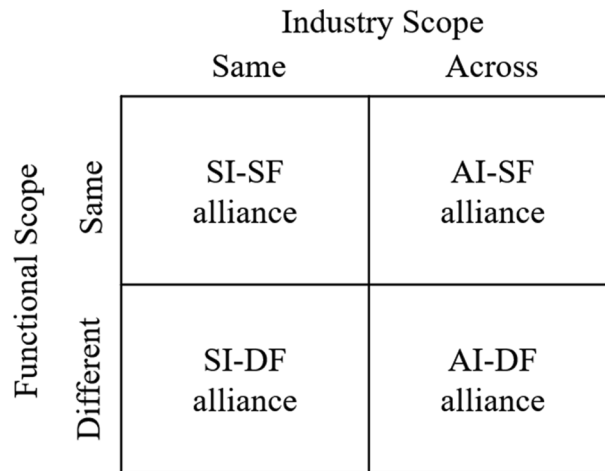 Industry Scope
Same
Across
Functional Scope
Same
SI-SF
alliance
AI-SF
alliance
Different
SI-DF
alliance
AI-DF
alliance